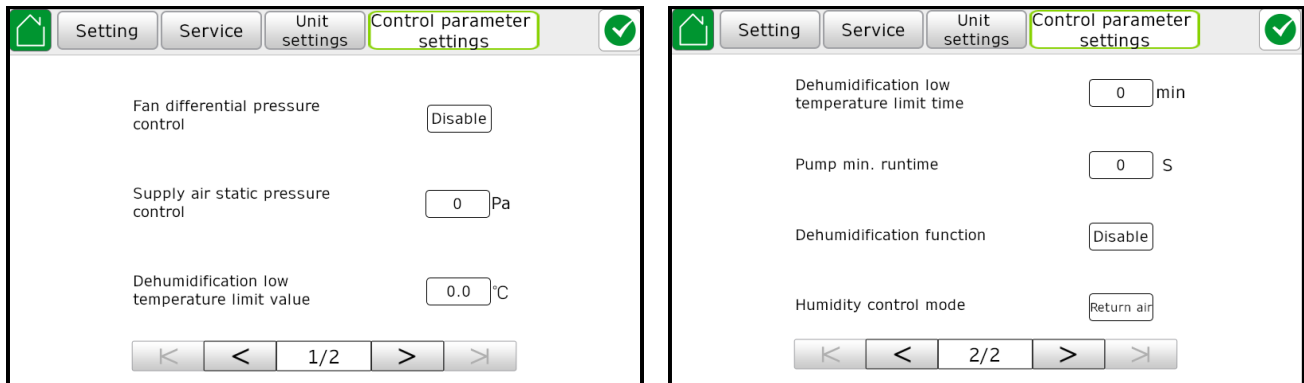 Setting
Service
Unit
settings
Control parameter
settings
Fan differential pressure
control
Disable
Supply air static pressure
control
0 Pa
Dehumidification low
temperature limit value
0.0 ℃
< 1/2 >
Setting
Service
Unit
settings
Control parameter
settings
Dehumidification low
temperature limit time
0 min
Pump min. runtime
0 S
Dehumidification function
Disable
Humidity control mode
Return air
< 2/2 >